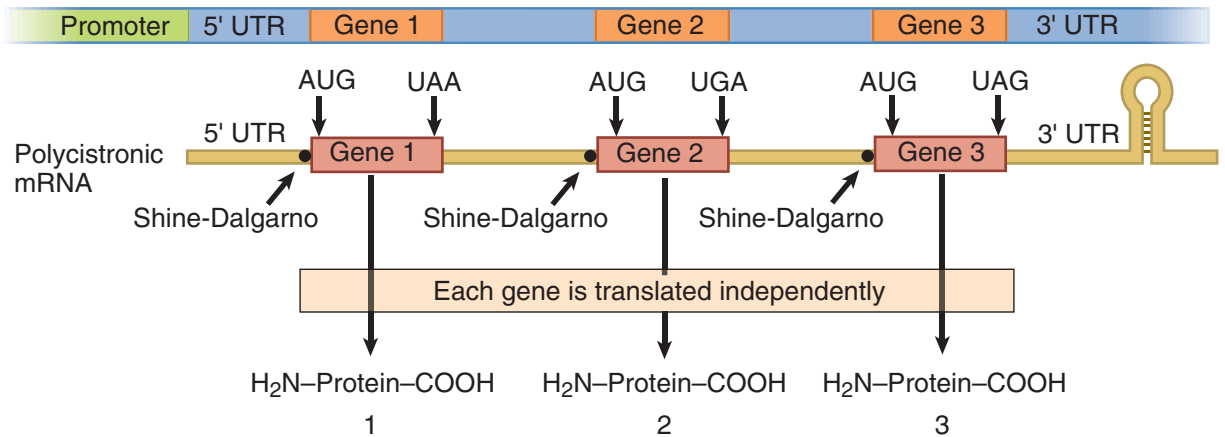 Promoter 5' UTR Gene 1 Gene 2 Gene 3 3' UTR
AUG UAA AUG UGA AUG UAG
5' UTR 3' UTR
Gene 1 Gene 2 Gene 3
Polycistronic
mRNA
Shine-Dalgarno Shine-Dalgarno Shine-Dalgarno
Each gene is translated independently
H₂N–Protein–COOH H₂N–Protein–COOH H₂N–Protein–COOH
1 2 3